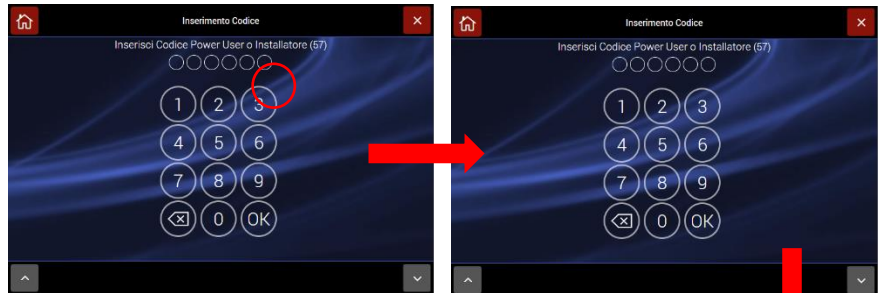 Inserimento Codice
Inserisci Codice Power User o Installatore (57)
1 2 3
4 5 6
7 8 9
0 OK
Inserimento Codice
Inserisci Codice Power User o Installatore (57)
1 2 3
4 5 6
7 8 9
0 OK